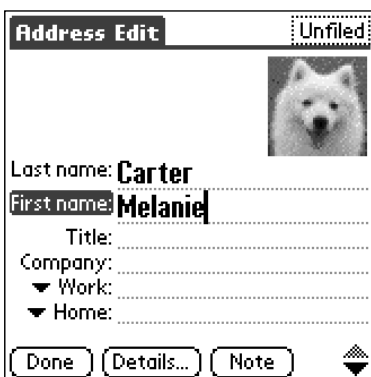 Address Edit Unfiled
Last name: Carter
First name: Melanie
Title:
Company:
Work:
Home:
Done Details... Note